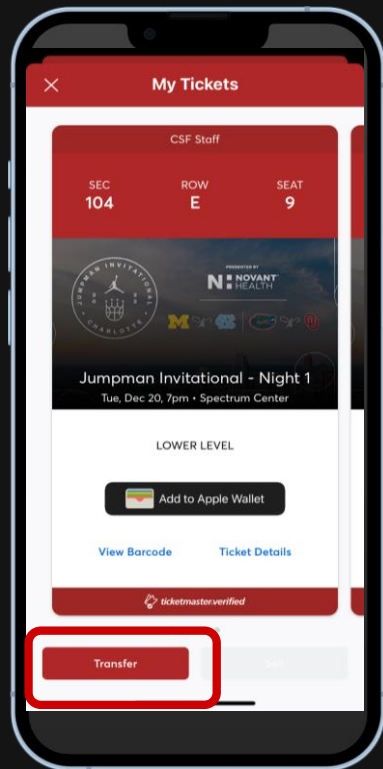 My Tickets
CSF Staff
SEC ROW SEAT
104 E 9
JUMPMAN INVITATIONAL
CHARLOTTE
PRESENTED BY
NOVANT
HEALTH
Jumpman Invitational - Night 1
Tue, Dec 20, 7pm • Spectrum Center
LOWER LEVEL
Add to Apple Wallet
View Barcode Ticket Details
ticketmaster.verified
Transfer Sell